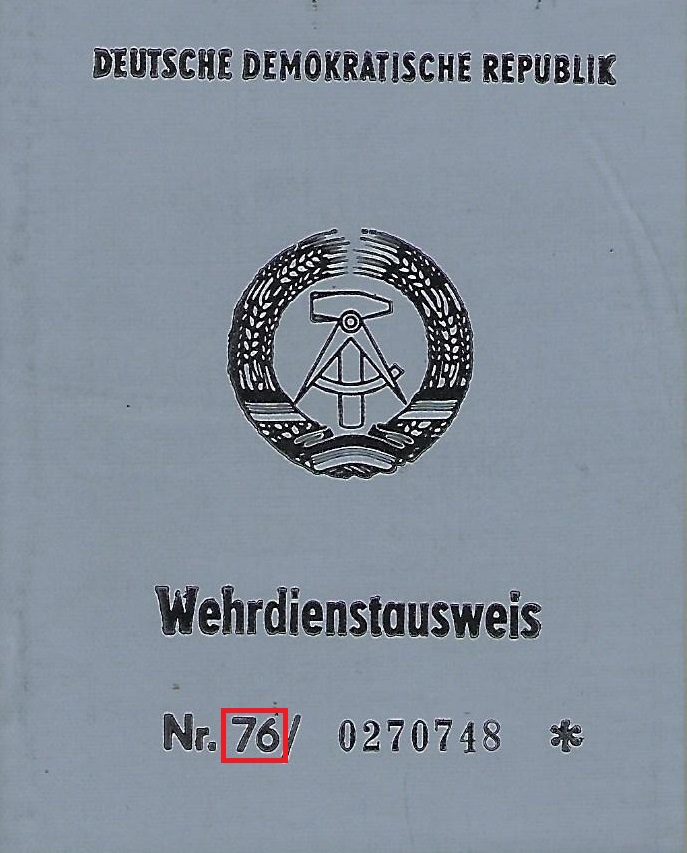 DEUTSCHE DEMOKRATISCHE REPUBLIK
Wehrdienstausweis
Nr. 76/ 0270748 *